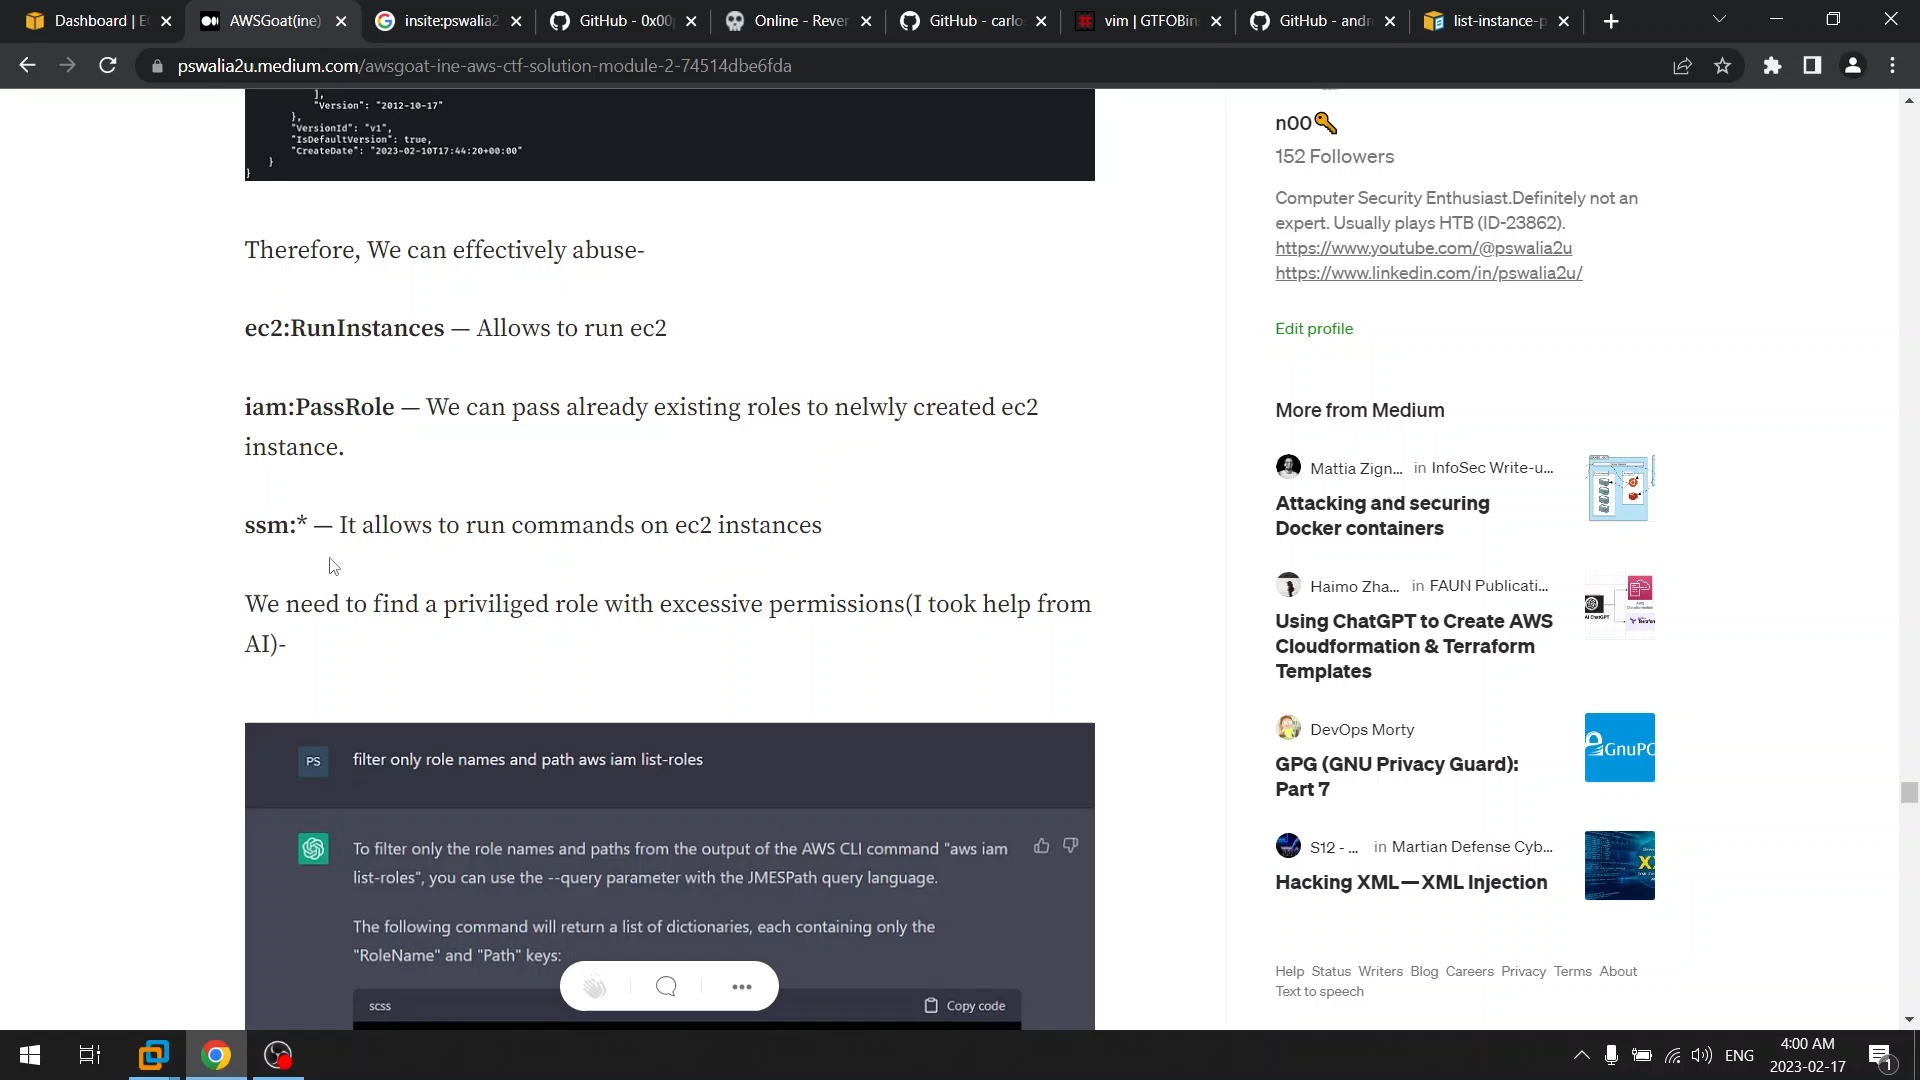 Dashboard | E
AWSGoat(ine)
insite:pswalia2
GitHub - 0x00
Online - Rever
GitHub - carlo
vim | GTFOBin
GitHub - andr
list-instance-p
pswalia2u.medium.com/awsgoat-ine-aws-ctf-solution-module-2-74514dbe6fda
],
"Version": "2012-10-17"
},
"VersionId": "v1",
"IsDefaultVersion": true,
"CreateDate": "2023-02-10T17:44:20+00:00"
}
}
Therefore, We can effectively abuse-
ec2:RunInstances — Allows to run ec2
iam:PassRole — We can pass already existing roles to nelwly created ec2
instance.
ssm:* — It allows to run commands on ec2 instances
We need to find a priviliged role with excessive permissions(I took help from
AI)-
PS
filter only role names and path aws iam list-roles
To filter only the role names and paths from the output of the AWS CLI command "aws iam
list-roles", you can use the --query parameter with the JMESPath query language.
The following command will return a list of dictionaries, each containing only the
"RoleName" and "Path" keys:
scss
Copy code
n00🔑
152 Followers
Computer Security Enthusiast.Definitely not an
expert. Usually plays HTB (ID-23862).
https://www.youtube.com/@pswalia2u
https://www.linkedin.com/in/pswalia2u/
Edit profile
More from Medium
Mattia Zign... in InfoSec Write-u...
Attacking and securing
Docker containers
Haimo Zha... in FAUN Publicati...
Using ChatGPT to Create AWS
Cloudformation & Terraform
Templates
DevOps Morty
GPG (GNU Privacy Guard):
Part 7
GnuPG
S12 - ... in Martian Defense Cyb...
Hacking XML — XML Injection
Help Status Writers Blog Careers Privacy Terms About
Text to speech
ENG
4:00 AM
2023-02-17
1